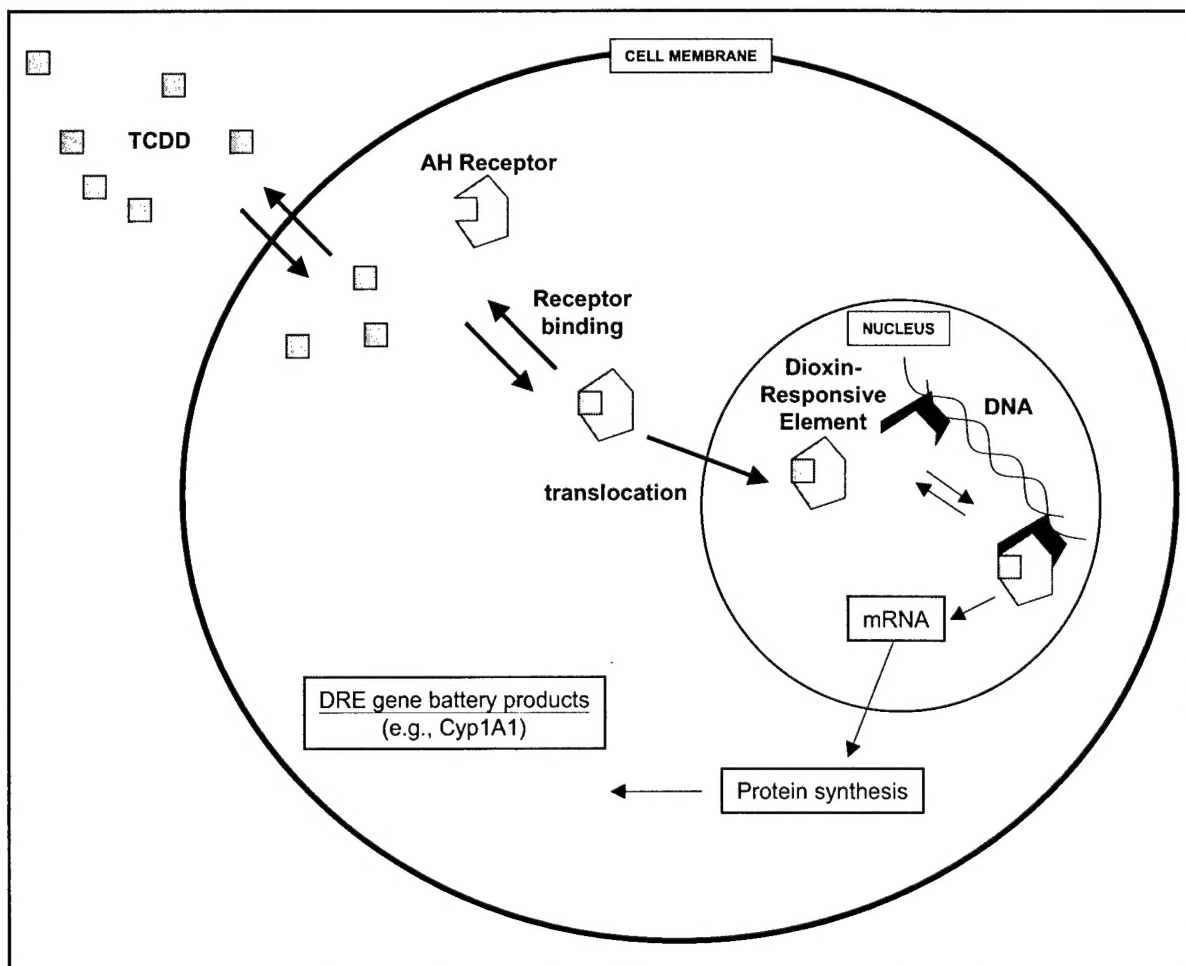 CELL MEMBRANE
TCDD
AH Receptor
Receptor
binding
NUCLEUS
Dioxin-
Responsive
Element
DNA
translocation
mRNA
DRE gene battery products
(e.g., Cyp1A1)
Protein synthesis